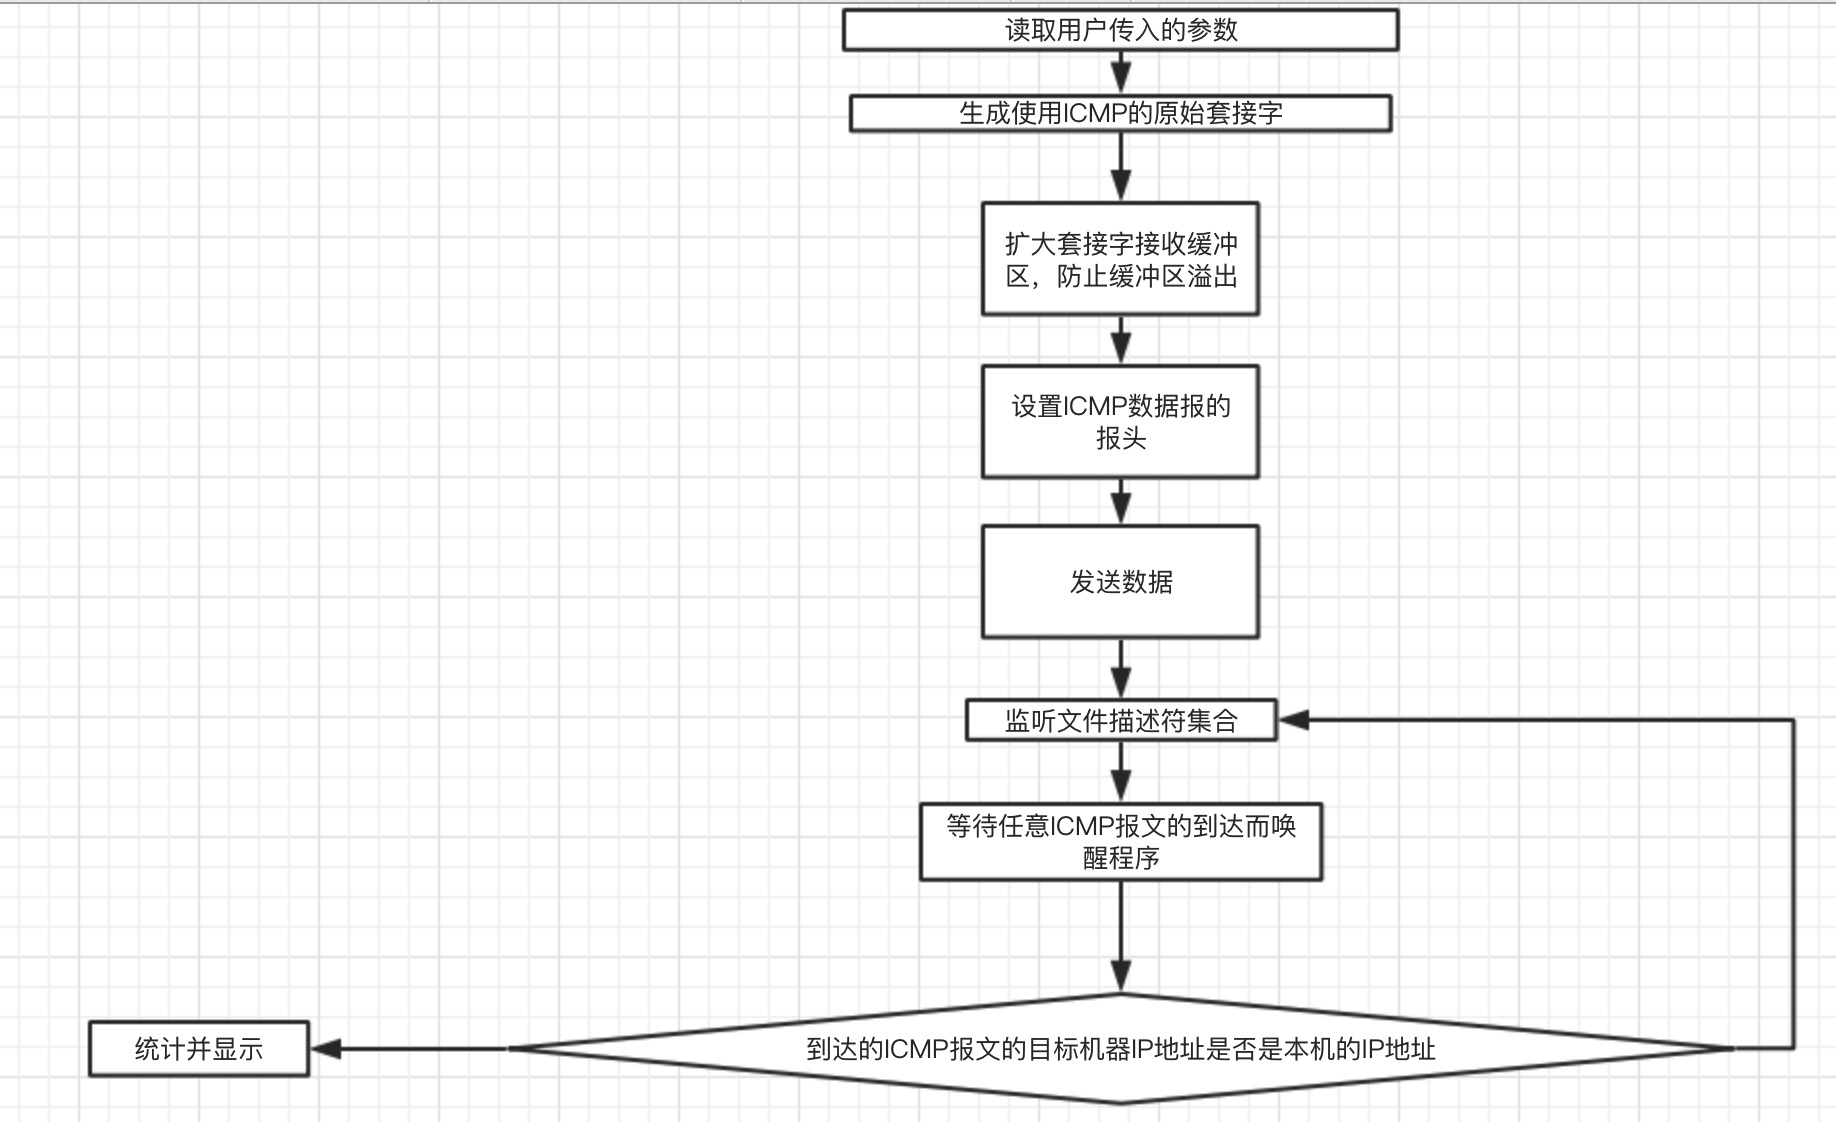 读取用户传入的参数
生成使用ICMP的原始套接字
扩大套接字接收缓冲
区，防止缓冲区溢出
设置ICMP数据报的
报头
发送数据
监听文件描述符集合
等待任意ICMP报文的到达而唤
醒程序
到达的ICMP报文的目标机器IP地址是否是本机的IP地址
统计并显示